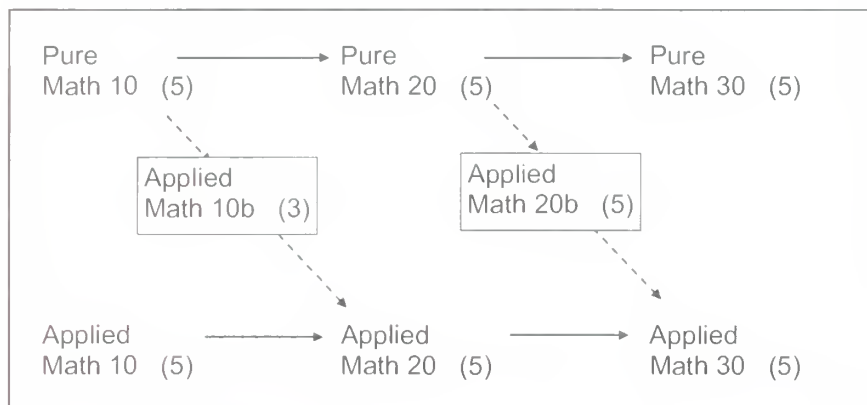 Pure
Math 10 (5)
Pure
Math 20 (5)
Pure
Math 30 (5)
Applied
Math 10b (3)
Applied
Math 20b (5)
Applied
Math 10 (5)
Applied
Math 20 (5)
Applied
Math 30 (5)